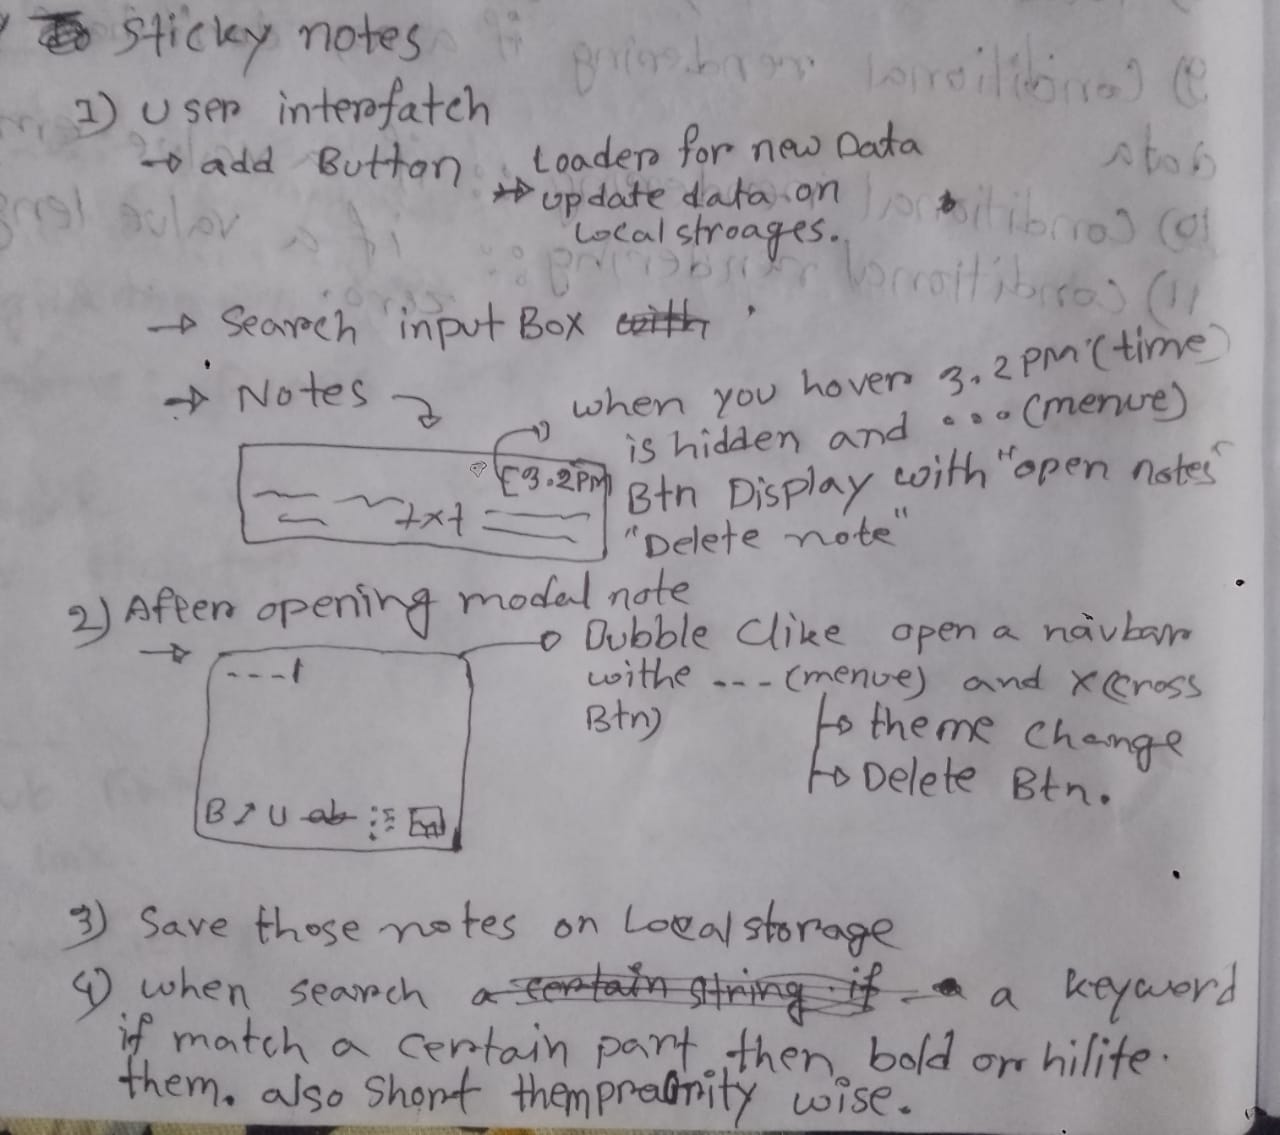 Sticky notes
1) User interfatch
→ add Button
Loader for new Data
→ update data on
Local stroages.
→ Search input Box with
→ Notes
when you hover 3.2 PM (time)
is hidden and ... (menue)
Btn Display with "open notes"
"Delete note"
3.2PM
txt
2) After opening modal note
→ Dubble Clike open a navbar
withe --- (menue) and X (Cross
Btn)
→ theme change
→ Delete Btn.
B I U ab
3) Save those notes on Local storage
4) when search a certain string if a a keyword
if match a certain part then bold or hilite.
them. also Short them praority wise.